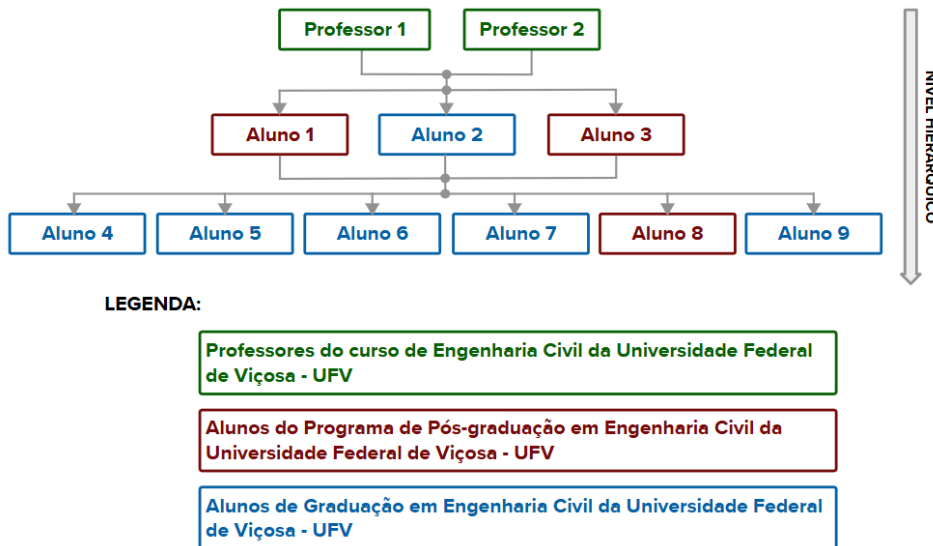 Professor 1
Professor 2
Aluno 1
Aluno 2
Aluno 3
Aluno 4
Aluno 5
Aluno 6
Aluno 7
Aluno 8
Aluno 9
NÍVEL HIERÁRQUICO
LEGENDA:
Professores do curso de Engenharia Civil da Universidade Federal
de Viçosa - UFV
Alunos do Programa de Pós-graduação em Engenharia Civil da
Universidade Federal de Viçosa - UFV
Alunos de Graduação em Engenharia Civil da Universidade Federal
de Viçosa - UFV